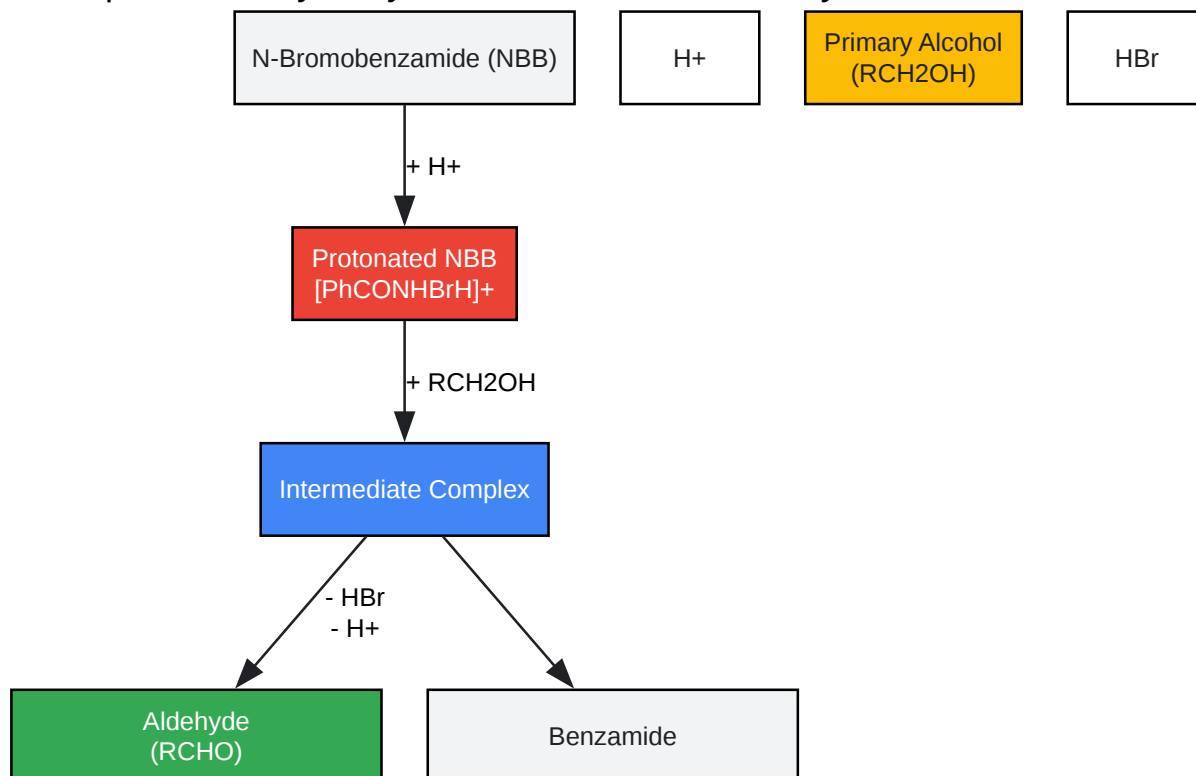 N-Bromobenzamide (NBB)
H+
Primary Alcohol
(RCH2OH)
HBr
+ H+
Protonated NBB
[PhCONHBrH]+
+ RCH2OH
Intermediate Complex
- HBr
- H+
Aldehyde
(RCHO)
Benzamide